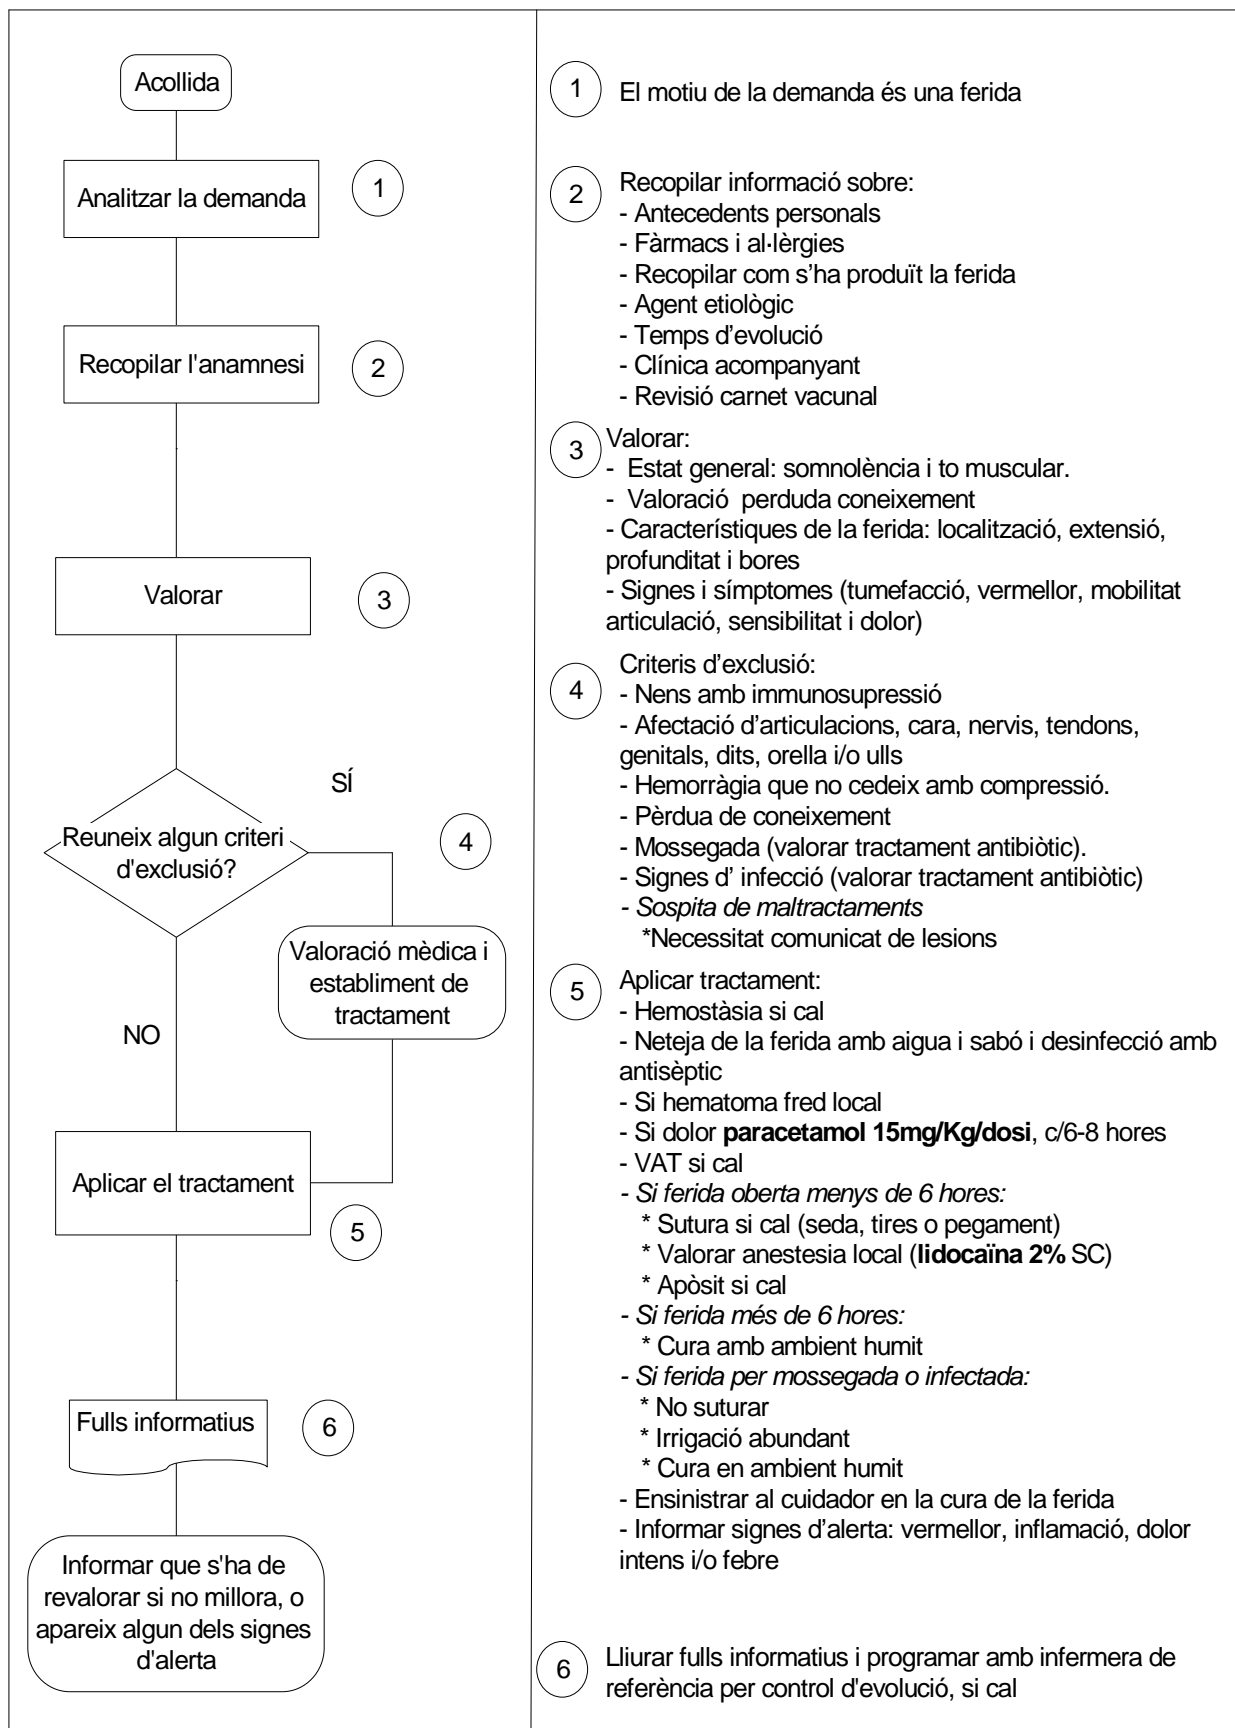 Acollida
Analitzar la demanda
1
Recopilar l'anamnesi
2
Valorar
3
SÍ
Reuneix algun criteri
d'exclusió?
4
Valoració mèdica i
establiment de
tractament
NO
Aplicar el tractament
5
Fulls informatius
6
Informar que s'ha de
revalorar si no millora, o
apareix algun dels signes
d'alerta
1
El motiu de la demanda és una ferida
2
Recopilar informació sobre:
- Antecedents personals
- Fàrmacs i al·lèrgies
- Recopilar com s’ha produït la ferida
- Agent etiològic
- Temps d’evolució
- Clínica acompanyant
- Revisió carnet vacunal
3
Valorar:
- Estat general: somnolència i to muscular.
- Valoració perduda coneixement
- Característiques de la ferida: localització, extensió,
profunditat i bores
- Signes i símptomes (tumefacció, vermellor, mobilitat
articulació, sensibilitat i dolor)
4
Criteris d’exclusió:
- Nens amb immunosupressió
- Afectació d’articulacions, cara, nervis, tendons,
genitals, dits, orella i/o ulls
- Hemorràgia que no cedeix amb compressió.
- Pèrdua de coneixement
- Mossegada (valorar tractament antibiòtic).
- Signes d’ infecció (valorar tractament antibiòtic)
- Sospita de maltractaments
*Necessitat comunicat de lesions
5
Aplicar tractament:
- Hemostàsia si cal
- Neteja de la ferida amb aigua i sabó i desinfecció amb
antisèptic
- Si hematoma fred local
- Si dolor paracetamol 15mg/Kg/dosi, c/6-8 hores
- VAT si cal
- Si ferida oberta menys de 6 hores:
* Sutura si cal (seda, tires o pegament)
* Valorar anestesia local (lidocaïna 2% SC)
* Apòsit si cal
- Si ferida més de 6 hores:
* Cura amb ambient humit
- Si ferida per mossegada o infectada:
* No suturar
* Irrigació abundant
* Cura en ambient humit
- Ensinistrar al cuidador en la cura de la ferida
- Informar signes d’alerta: vermellor, inflamació, dolor
intens i/o febre
6
Lliurar fulls informatius i programar amb infermera de
referència per control d'evolució, si cal